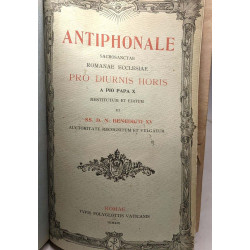 ANTIPHONALE
SACROSANCTAE
ROMANAE ECCLESIAE
PRO DIURNIS HORIS
A PIO PAPA X
RESTITUTUM ET EDITUM
ET
SS. D. N. BENEDICTI XV
AUCTORITATE RECOGNITUM ET VULGATUM
ROMAE
TYPIS POLYGLOTTIS VATICANIS